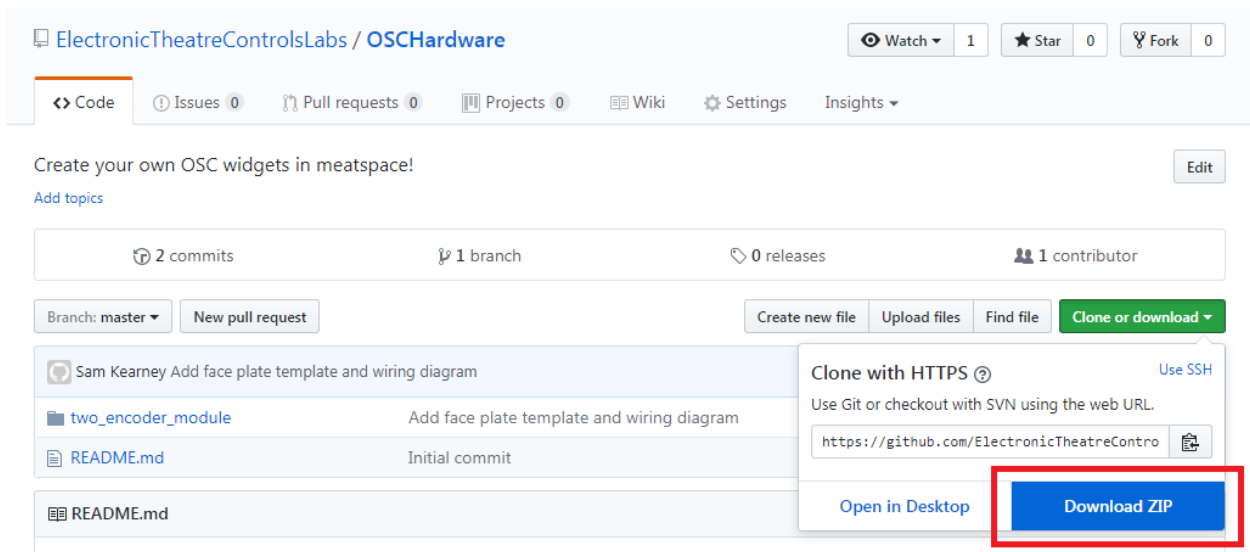 ElectronicTheatreControlsLabs / OSCHardware
Watch 1 Star 0 Fork 0
Code Issues 0 Pull requests 0 Projects 0 Wiki Settings Insights
Create your own OSC widgets in meatspace!
Edit
Add topics
2 commits 1 branch 0 releases 1 contributor
Branch: master New pull request Create new file Upload files Find file Clone or download
Sam Kearney Add face plate template and wiring diagram
two_encoder_module Add face plate template and wiring diagram
README.md Initial commit
README.md
Clone with HTTPS ? Use SSH
Use Git or checkout with SVN using the web URL.
https://github.com/ElectronicTheatreContro
Open in Desktop Download ZIP